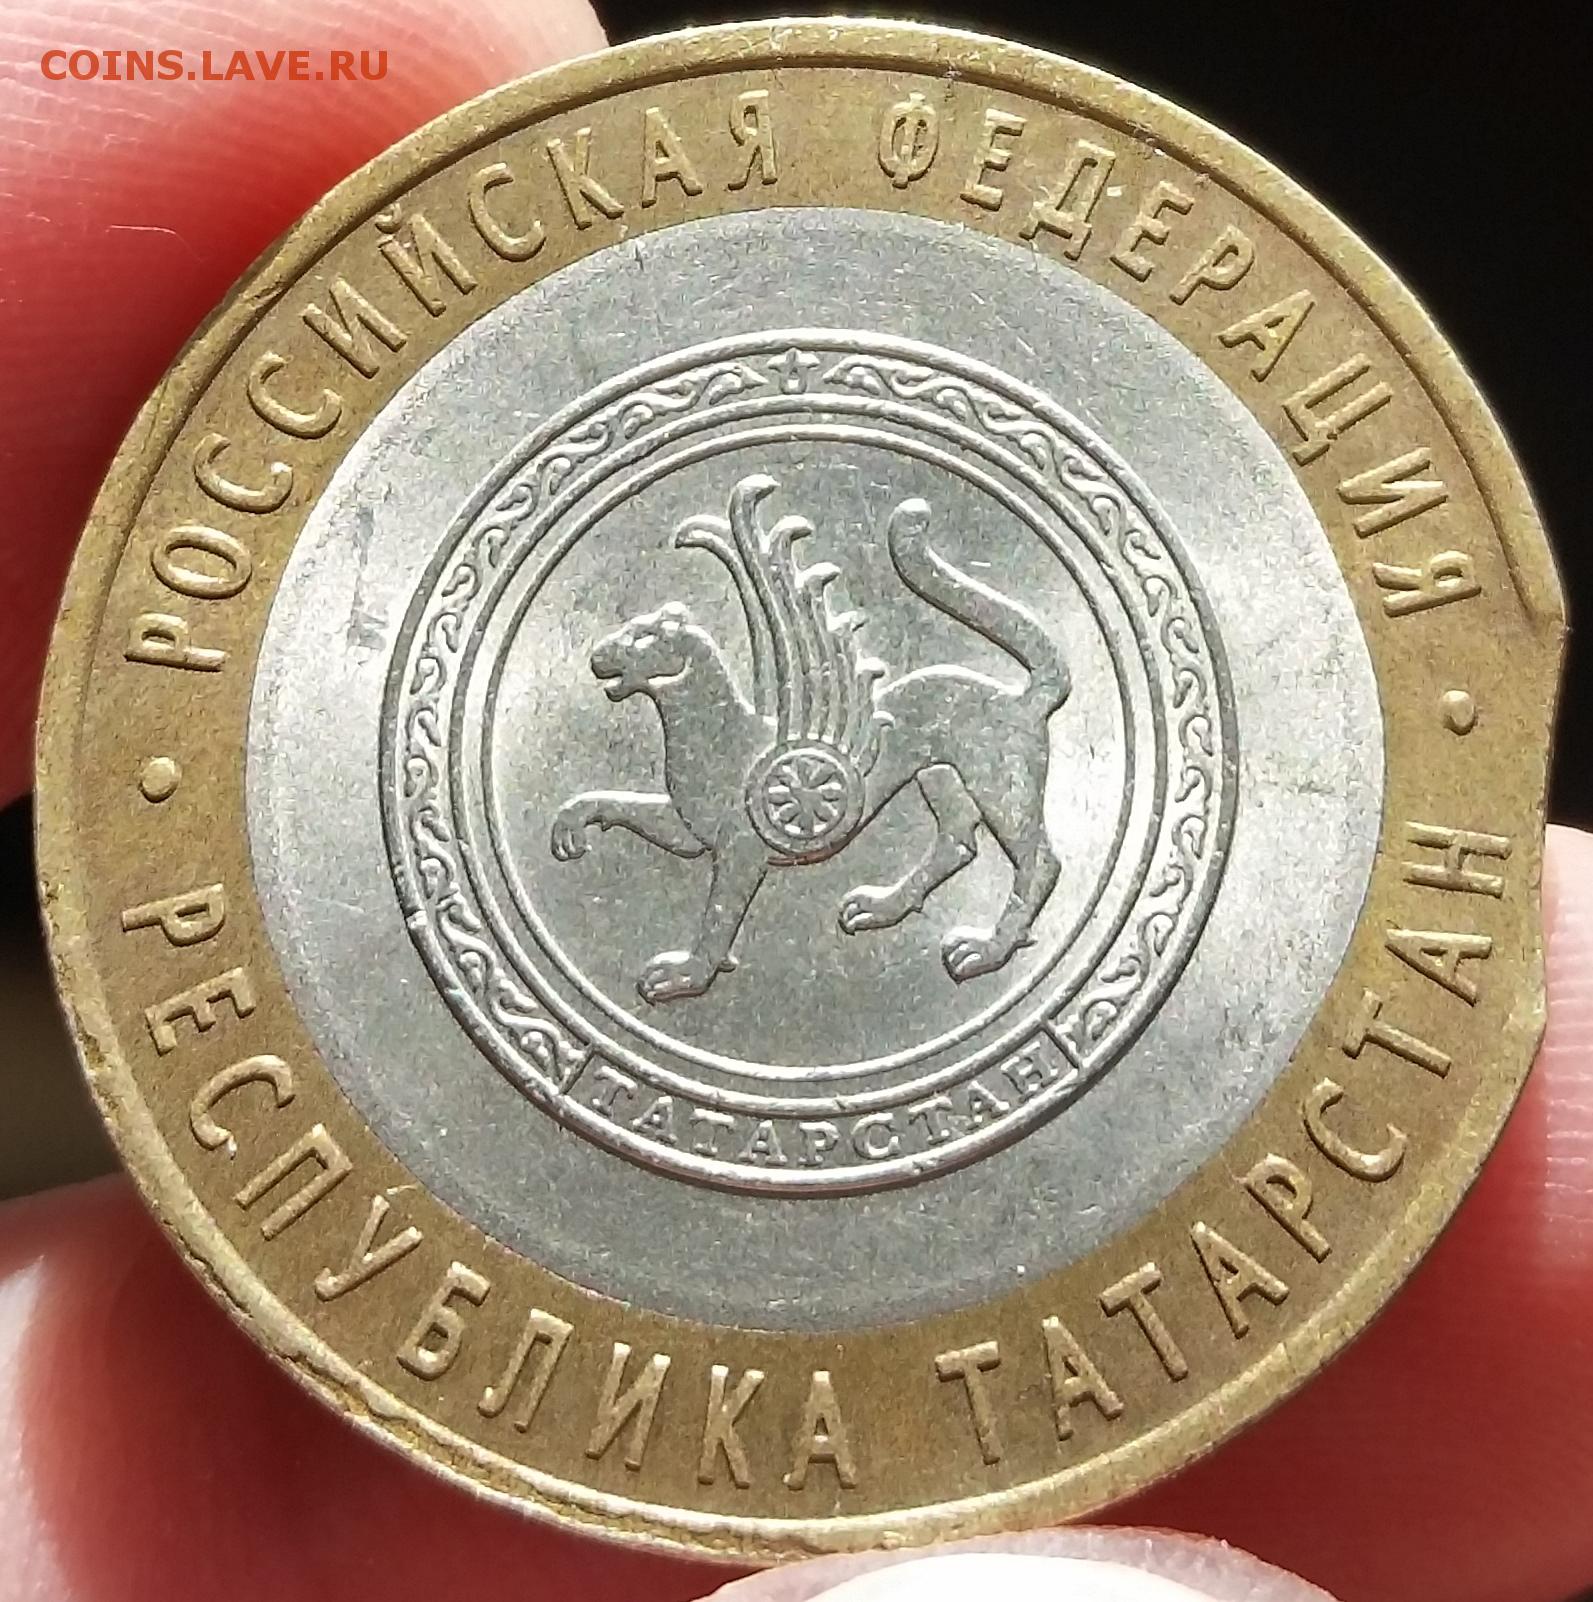 COINS.LAVE.RU
• РОССИЙСКАЯ ФЕДЕРАЦИЯ •
РЕСПУБЛИКА ТАТАРСТАН
ТАТАРСТАН